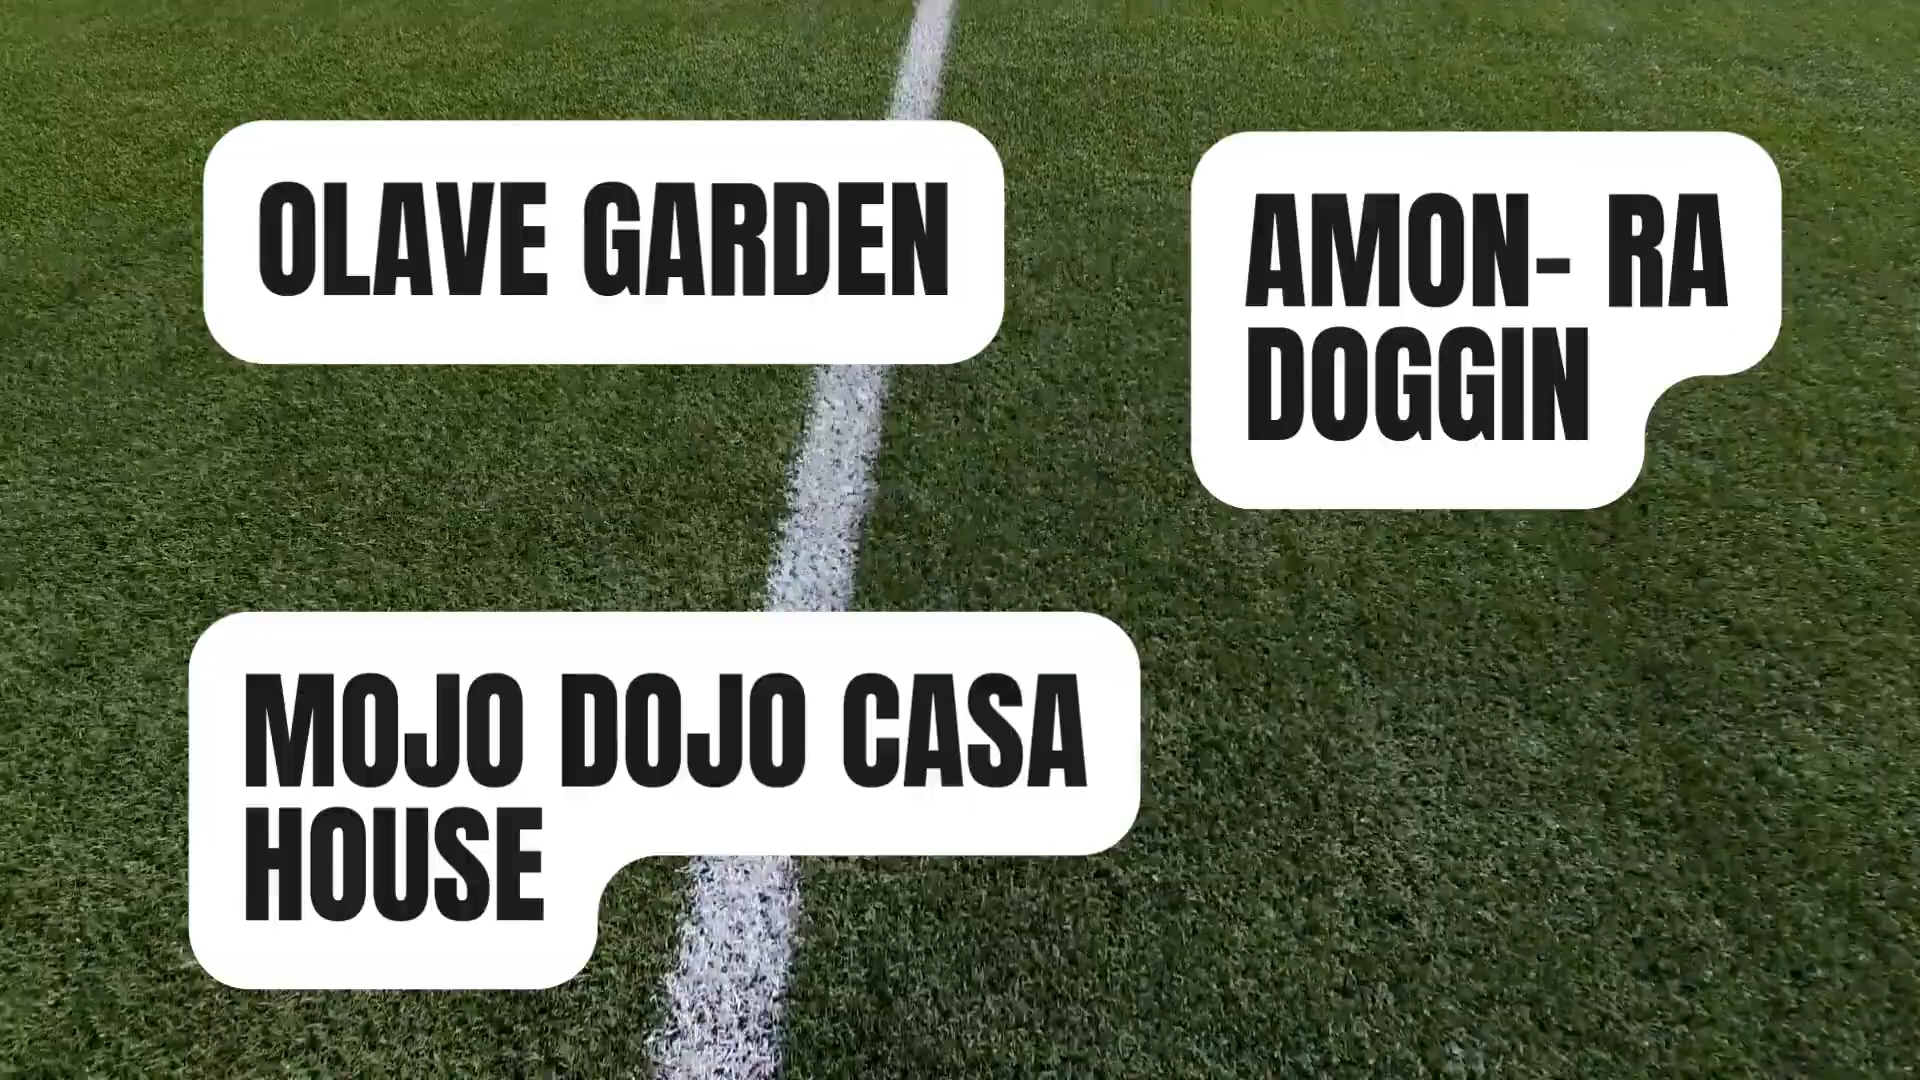 OLAVE GARDEN
AMON- RA
DOGGIN
MOJO DOJO CASA
HOUSE